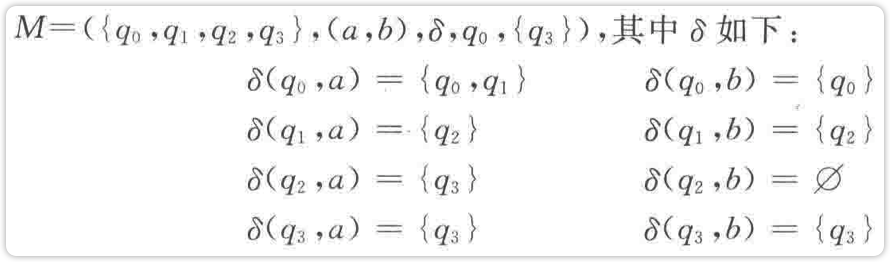 M=({q₀,q₁,q₂,q₃},(a,b),δ,q₀,{q₃}),其中 δ 如下：
δ(q₀,a) = {q₀,q₁} δ(q₀,b) = {q₀}
δ(q₁,a) = {q₂} δ(q₁,b) = {q₂}
δ(q₂,a) = {q₃} δ(q₂,b) = ∅
δ(q₃,a) = {q₃} δ(q₃,b) = {q₃}